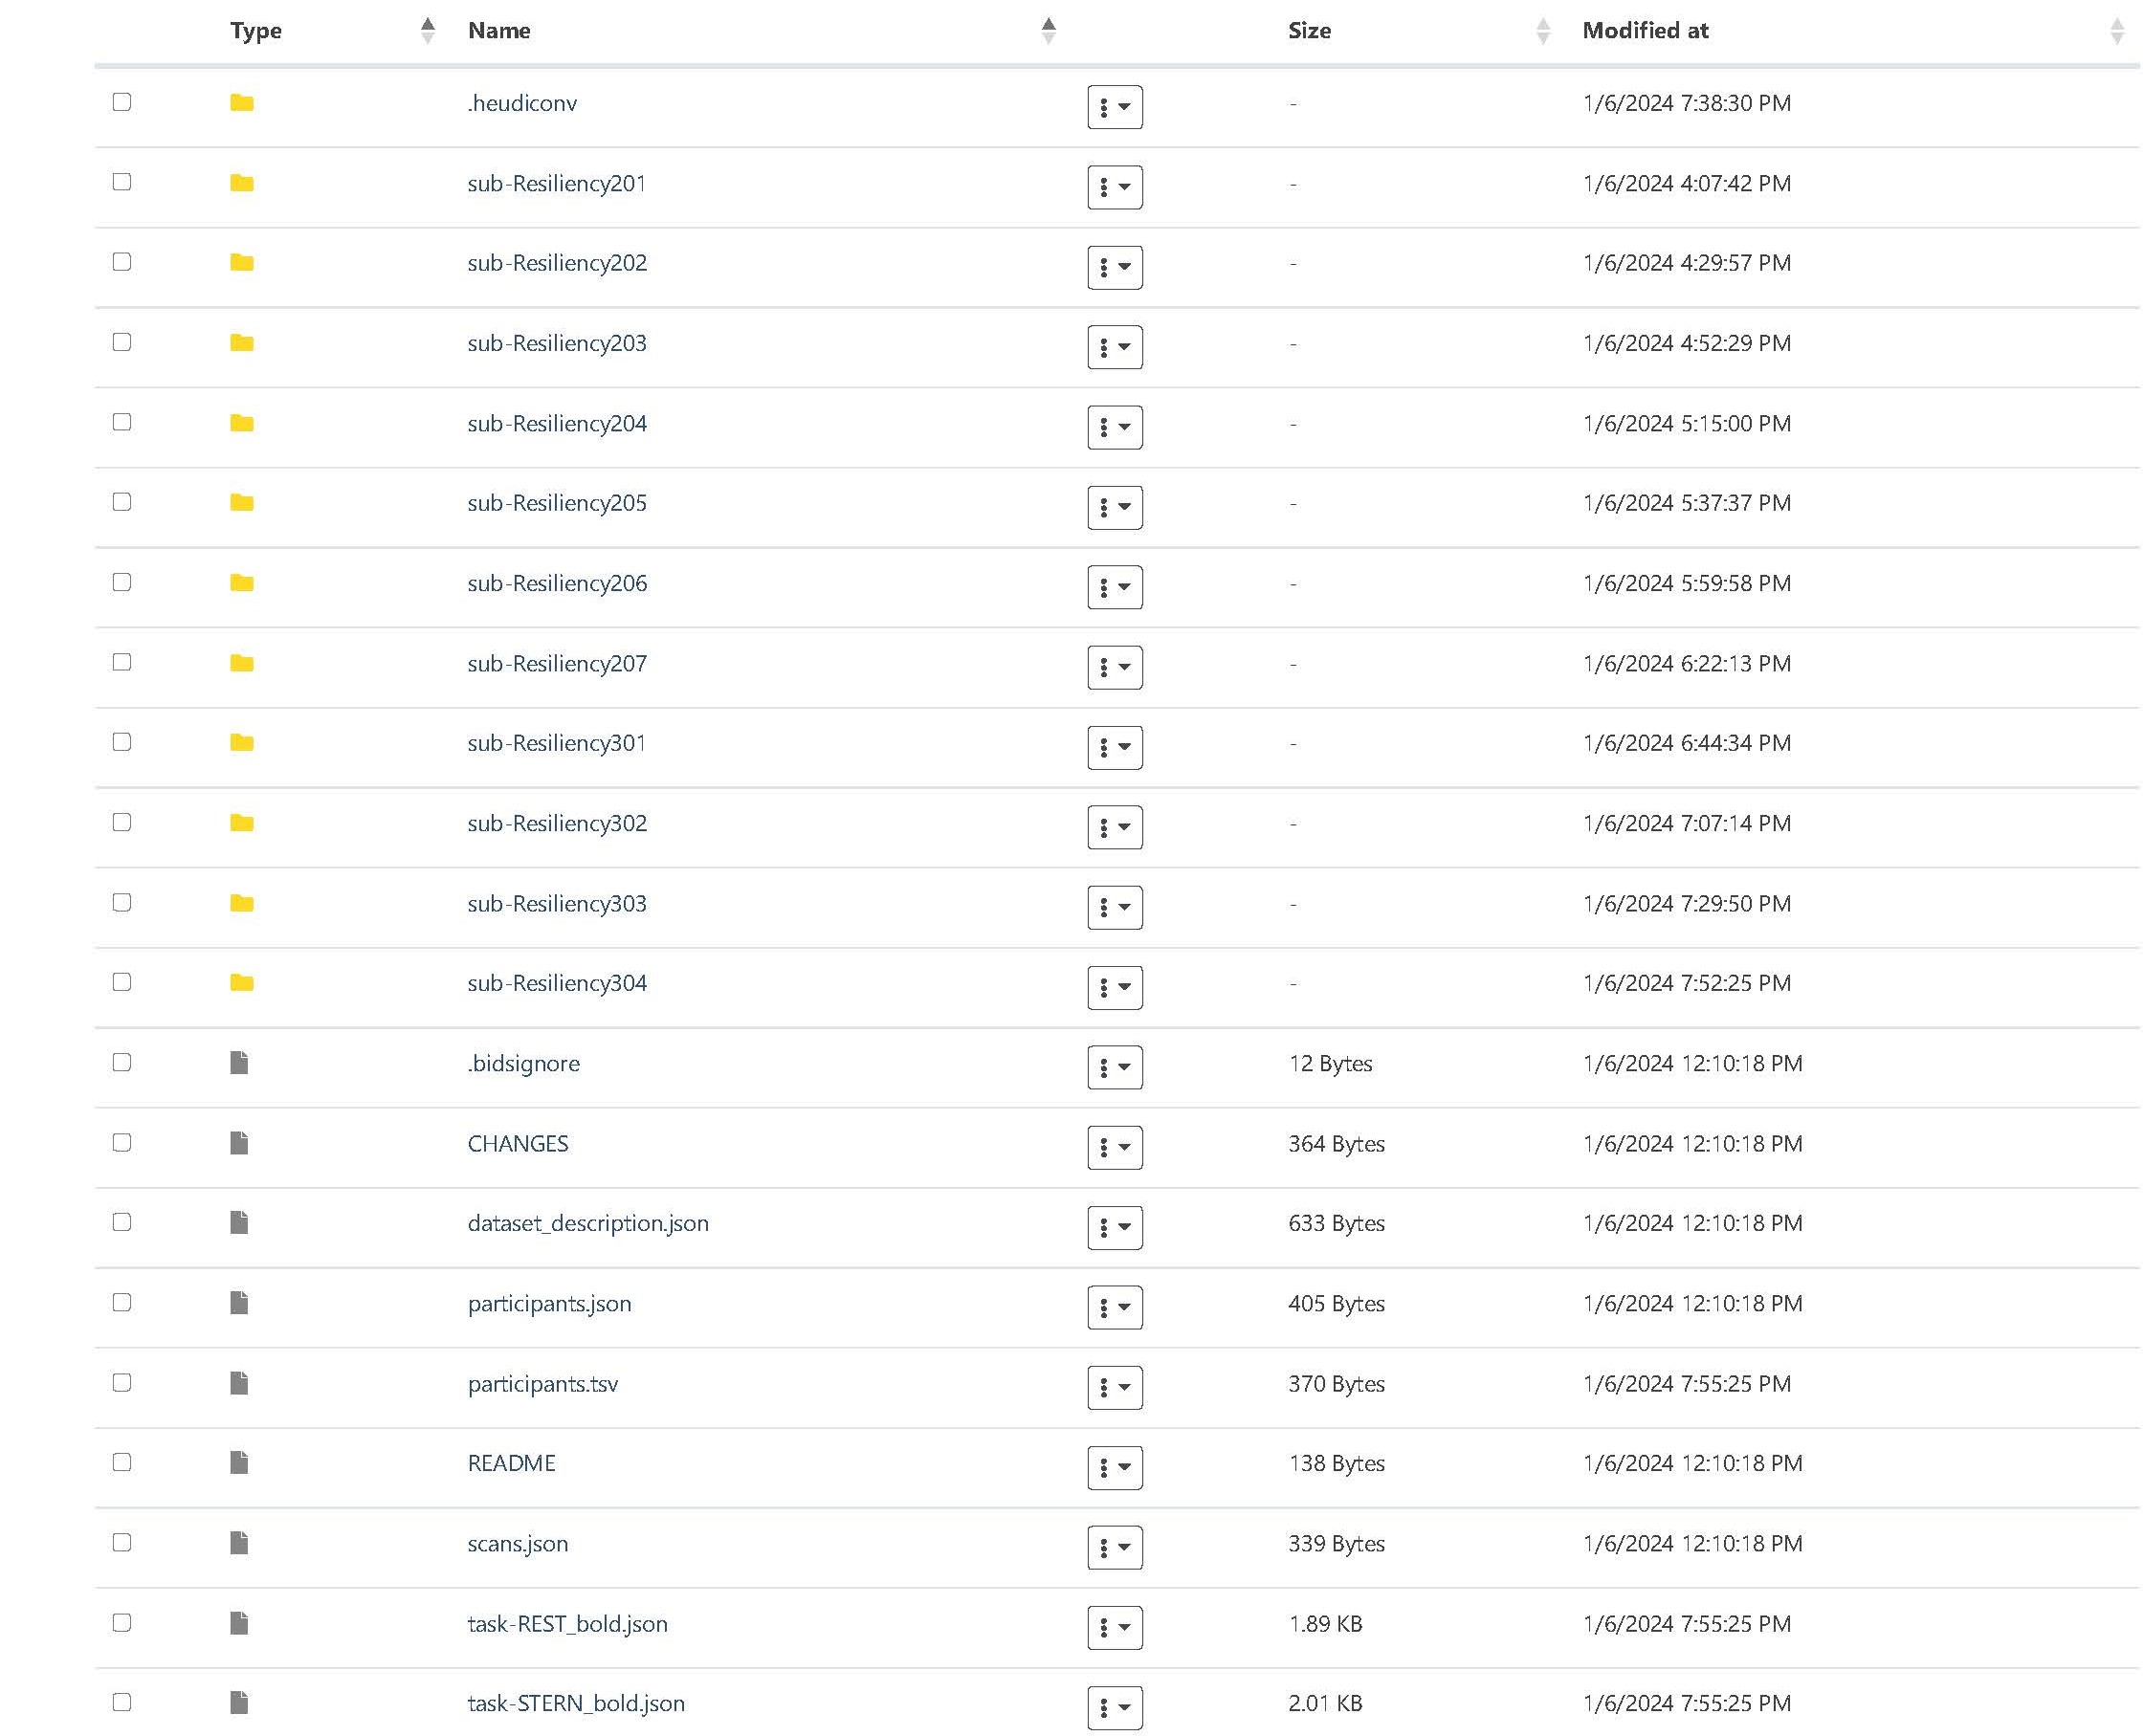 Type Name Size Modified at
.heudiconv - 1/6/2024 7:38:30 PM
sub-Resiliency201 - 1/6/2024 4:07:42 PM
sub-Resiliency202 - 1/6/2024 4:29:57 PM
sub-Resiliency203 - 1/6/2024 4:52:29 PM
sub-Resiliency204 - 1/6/2024 5:15:00 PM
sub-Resiliency205 - 1/6/2024 5:37:37 PM
sub-Resiliency206 - 1/6/2024 5:59:58 PM
sub-Resiliency207 - 1/6/2024 6:22:13 PM
sub-Resiliency301 - 1/6/2024 6:44:34 PM
sub-Resiliency302 - 1/6/2024 7:07:14 PM
sub-Resiliency303 - 1/6/2024 7:29:50 PM
sub-Resiliency304 - 1/6/2024 7:52:25 PM
.bidsignore 12 Bytes 1/6/2024 12:10:18 PM
CHANGES 364 Bytes 1/6/2024 12:10:18 PM
dataset_description.json 633 Bytes 1/6/2024 12:10:18 PM
participants.json 405 Bytes 1/6/2024 12:10:18 PM
participants.tsv 370 Bytes 1/6/2024 7:55:25 PM
README 138 Bytes 1/6/2024 12:10:18 PM
scans.json 339 Bytes 1/6/2024 12:10:18 PM
task-REST_bold.json 1.89 KB 1/6/2024 7:55:25 PM
task-STERN_bold.json 2.01 KB 1/6/2024 7:55:25 PM